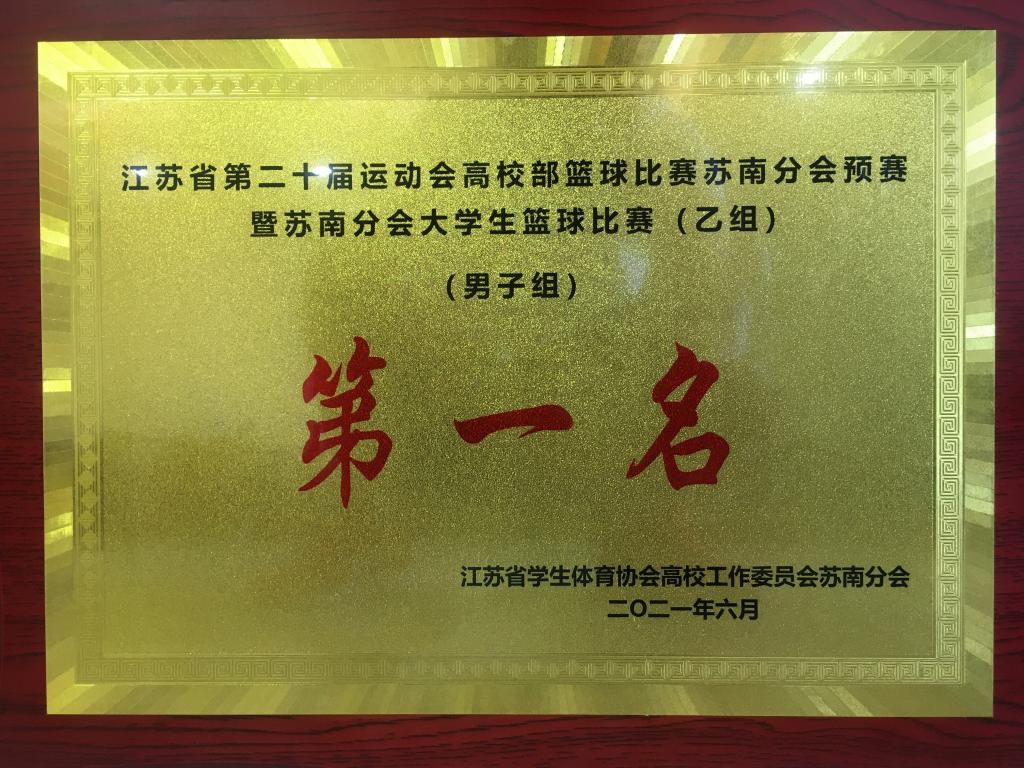 江苏省第二十届运动会高校部篮球比赛苏南分会预赛
暨苏南分会大学生篮球比赛（乙组）
（男子组）
第一名
江苏省学生体育协会高校工作委员会苏南分会
二〇二一年六月